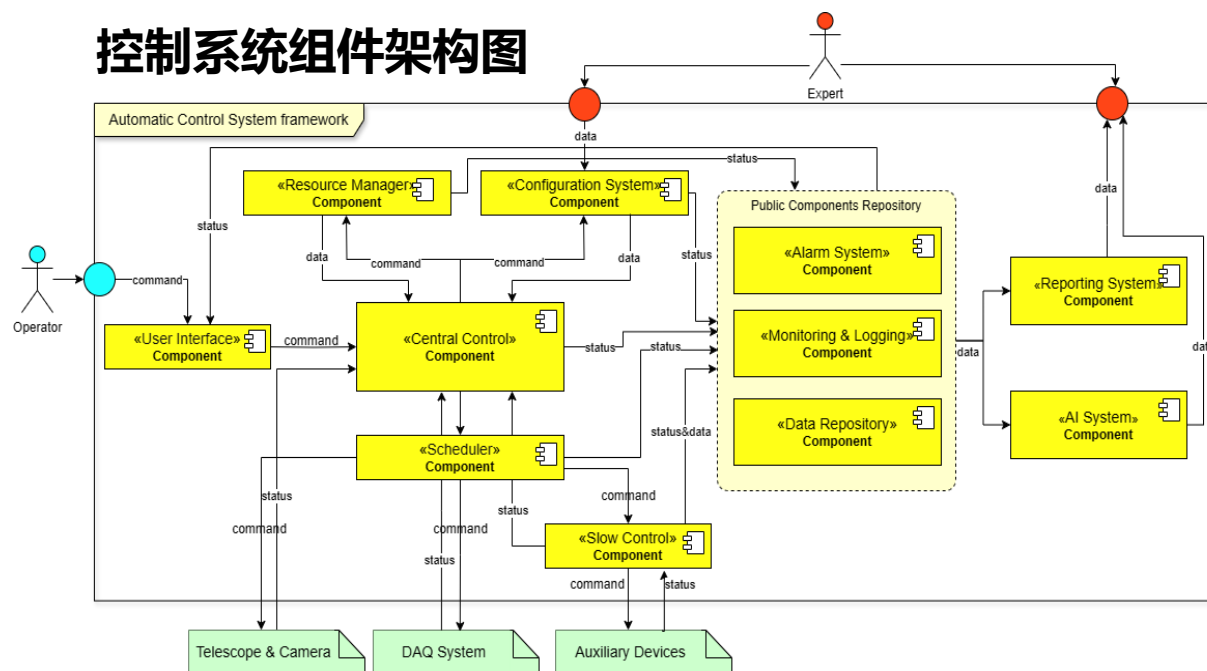 控制系统组件架构图
Expert
Automatic Control System framework
data
status
«Resource Manager»
Component
«Configuration System»
Component
Public Components Repository
status
data
command
command
data
status
«Alarm System»
Component
data
Operator
command
«User Interface»
Component
command
«Central Control»
Component
status
status
«Monitoring & Logging»
Component
data
«Reporting System»
Component
dat
«Scheduler»
Component
status&data
«Data Repository»
Component
«AI System»
Component
status
command
command
status
command
status
«Slow Control»
Component
command
status
Telescope & Camera
DAQ System
Auxiliary Devices